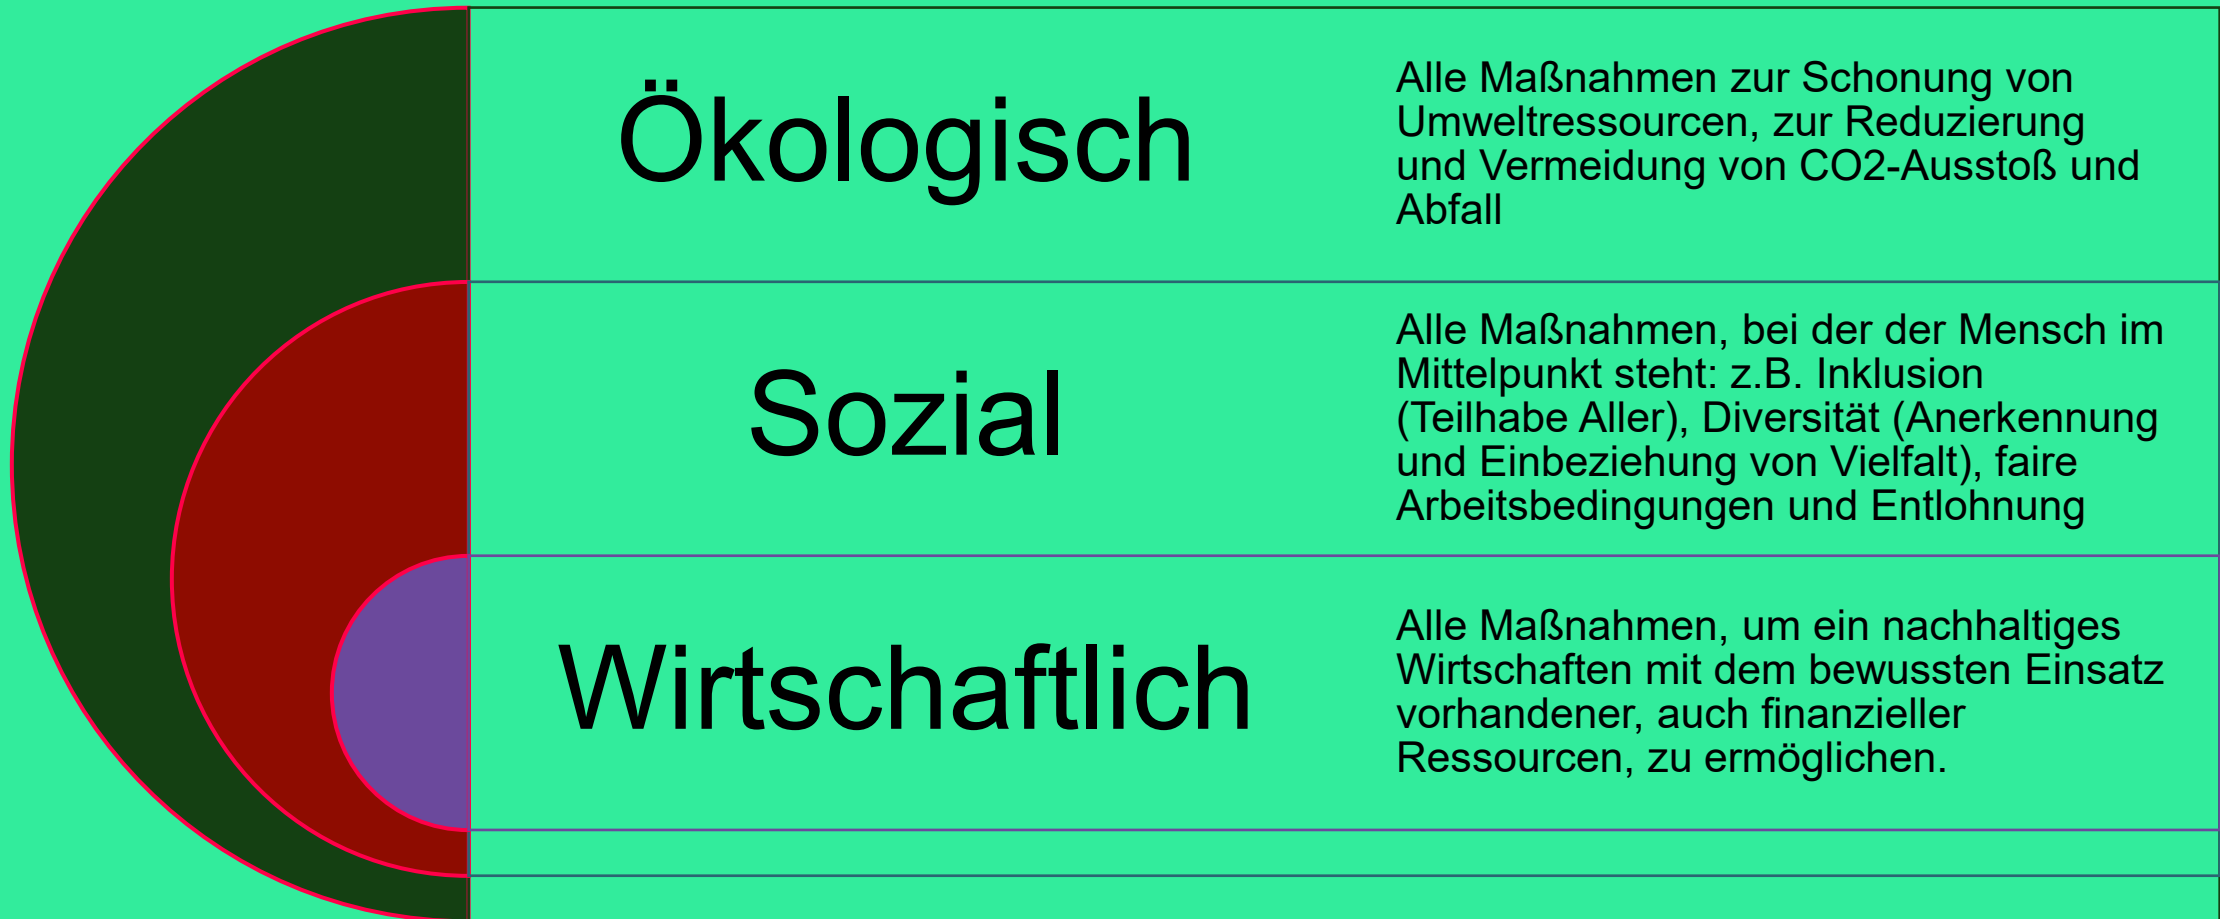 Ökologisch
Alle Maßnahmen zur Schonung von
Umweltressourcen, zur Reduzierung
und Vermeidung von CO2-Ausstoß und
Abfall
Sozial
Alle Maßnahmen, bei der der Mensch im
Mittelpunkt steht: z.B. Inklusion
(Teilhabe Aller), Diversität (Anerkennung
und Einbeziehung von Vielfalt), faire
Arbeitsbedingungen und Entlohnung
Wirtschaftlich
Alle Maßnahmen, um ein nachhaltiges
Wirtschaften mit dem bewussten Einsatz
vorhandener, auch finanzieller
Ressourcen, zu ermöglichen.